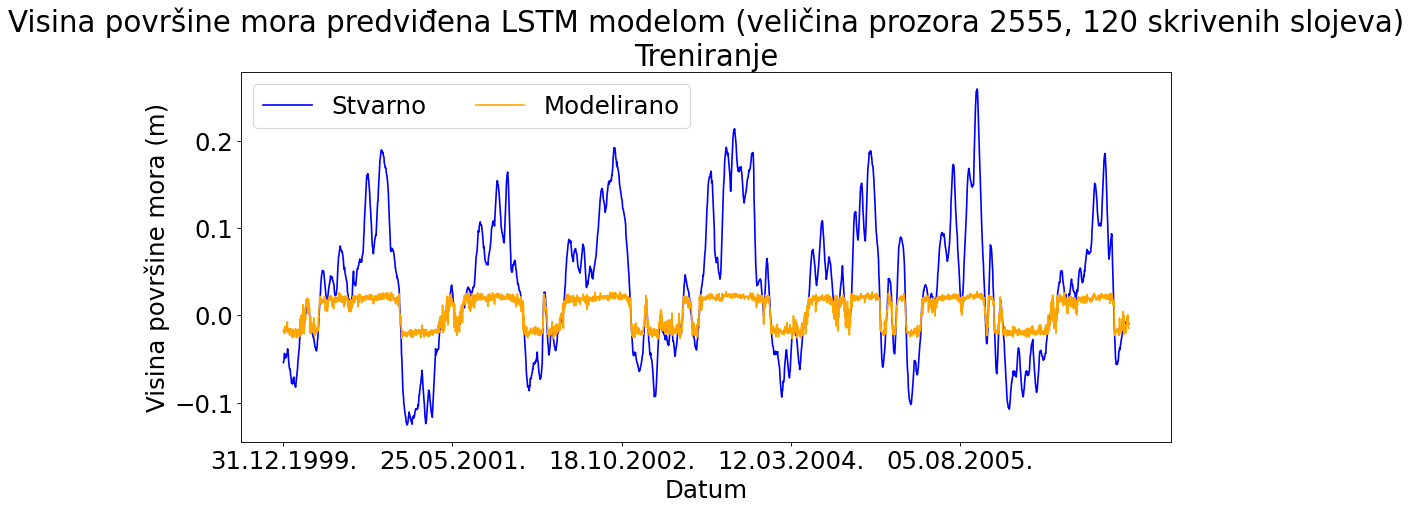 Visina površine mora predviđena LSTM modelom (veličina prozora 2555, 120 skrivenih slojeva)
Treniranje
Stvarno Modelirano
Visina površine mora (m)
0.2
0.1
0.0
−0.1
31.12.1999. 25.05.2001. 18.10.2002. 12.03.2004. 05.08.2005.
Datum